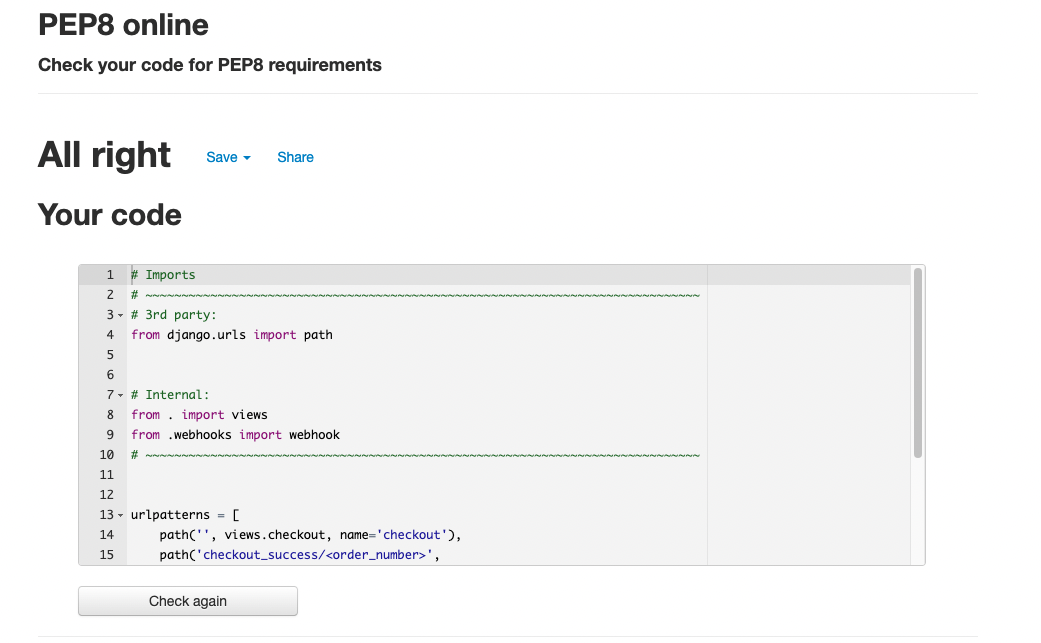 PEP8 online
Check your code for PEP8 requirements
All right Save Share
Your code
1 # Imports
2 # ~~~~~~~~~~~~~~~~~~~~~~~~~~~~~~~~~~~~~~~~~~~~~~~~~~~~~~~~~~~~~~~~~~~~~~~~~~~~~
3 # 3rd party:
4 from django.urls import path
5
6
7 # Internal:
8 from . import views
9 from .webhooks import webhook
10 # ~~~~~~~~~~~~~~~~~~~~~~~~~~~~~~~~~~~~~~~~~~~~~~~~~~~~~~~~~~~~~~~~~~~~~~~~~~~~~
11
12
13 urlpatterns = [
14     path('', views.checkout, name='checkout'),
15     path('checkout_success/<order_number>',
Check again